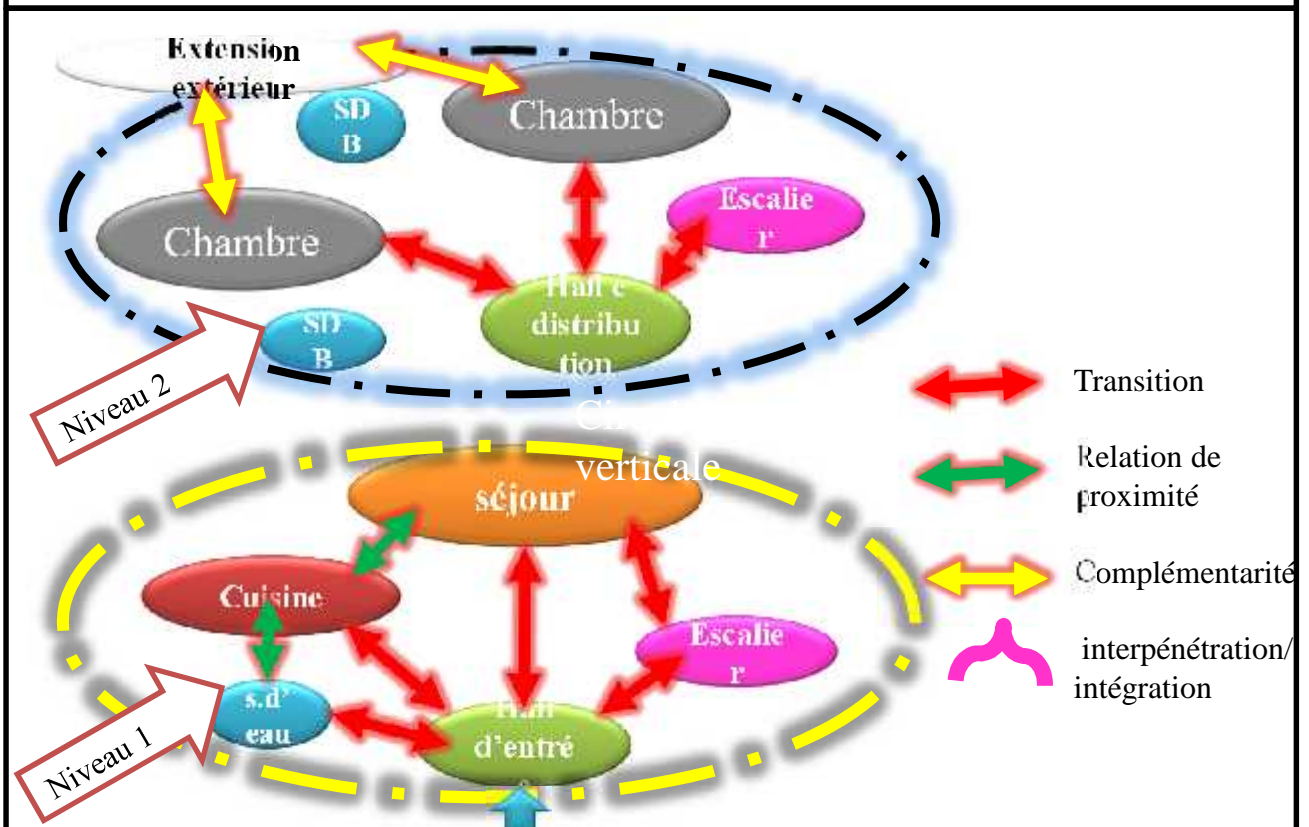 Extension
extérieur
SD
B
Chambre
Escalie
r
Chambre
distribu
tion
SD
B
Niveau 2
verticale
séjour
Cuisine
Escalie
r
s.d'
eau
d'entré
Niveau 1
Transition
Relation de
proximité
Complémentarité
interpénétration/
intégration